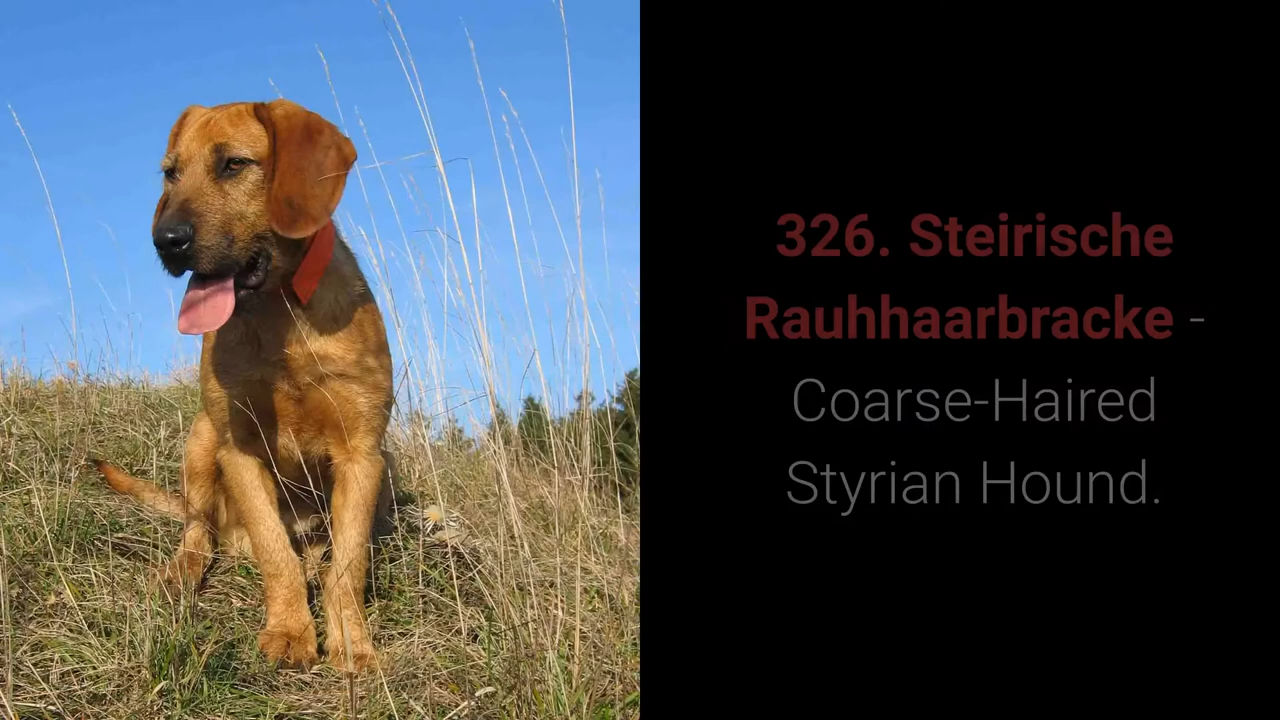 326. Steirische
Rauhhaarbracke -
Coarse-Haired
Styrian Hound.